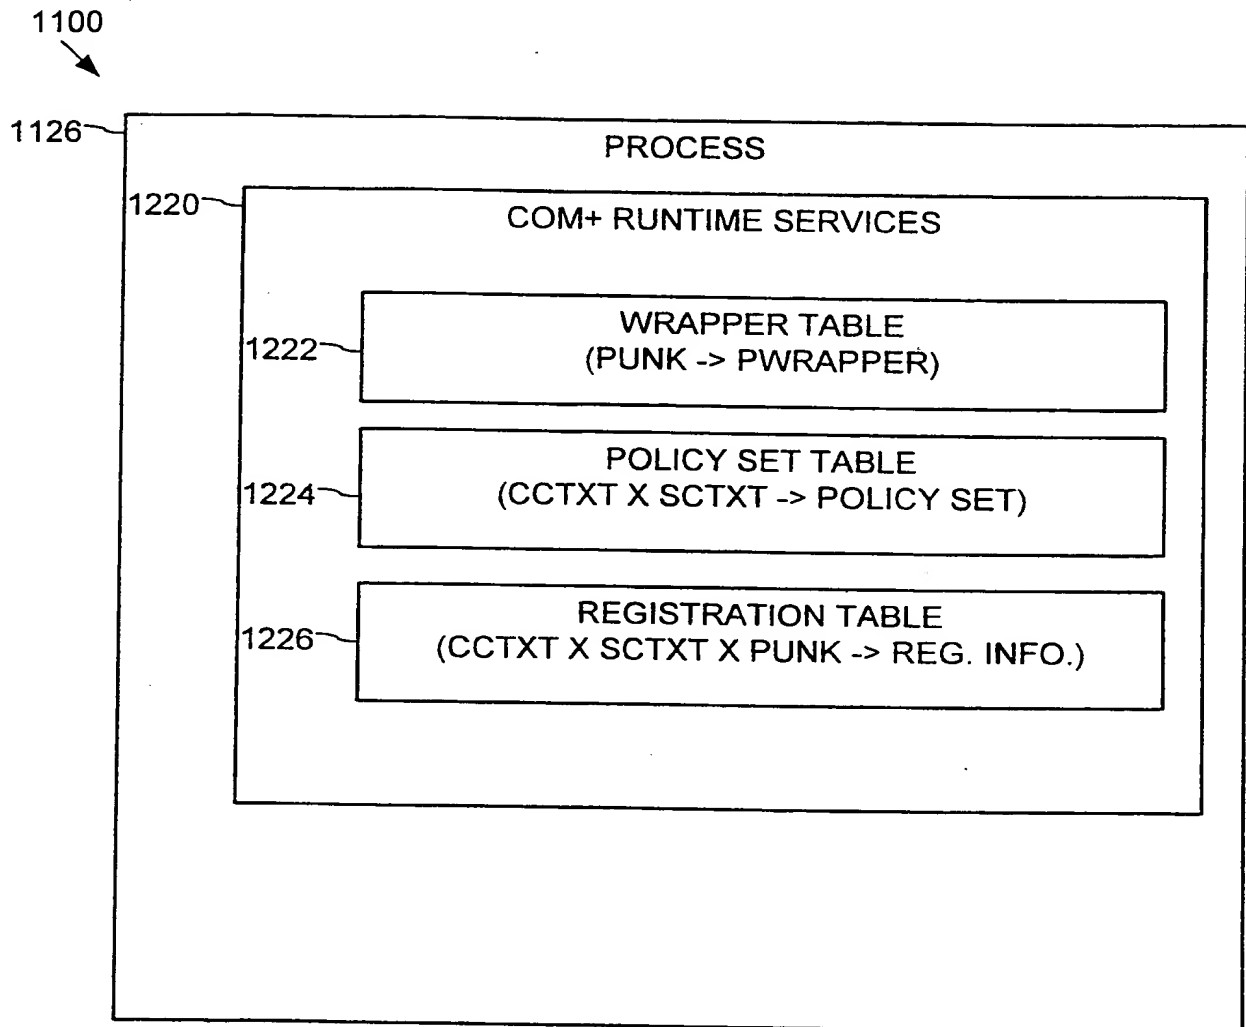 1100
1126
PROCESS
1220
COM+ RUNTIME SERVICES
WRAPPER TABLE
1222
(PUNK -> PWRAPPER)
POLICY SET TABLE
1224
(CCTXT X SCTXT -> POLICY SET)
REGISTRATION TABLE
1226
(CCTXT X SCTXT X PUNK -> REG. INFO.)